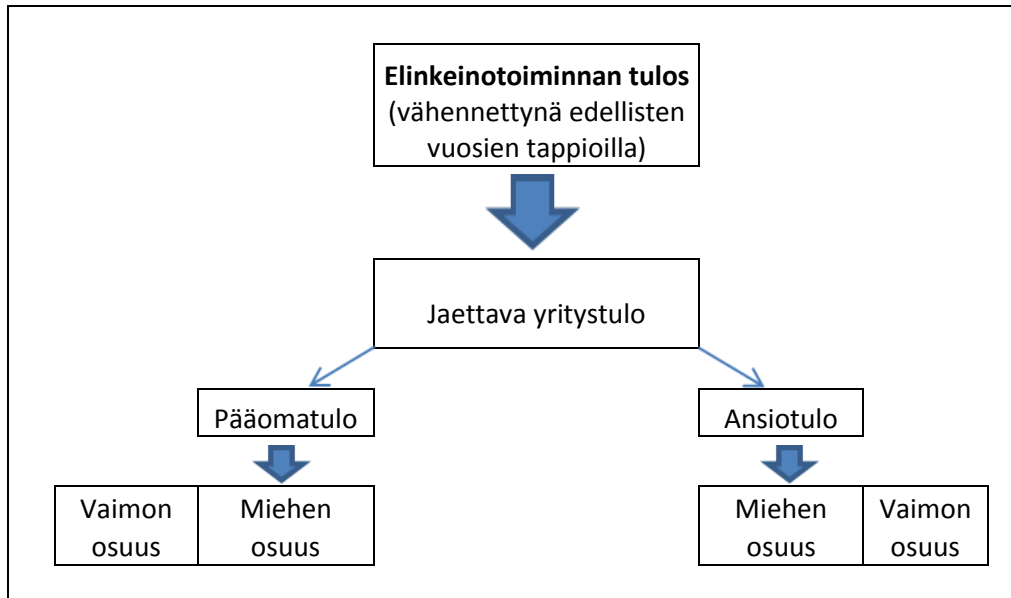 Elinkeinotoiminnan tulos
(vähennettynä edellisten
vuosien tappioilla)
Jaettava yritystulo
Pääomatulo
Ansiotulo
Vaimon
osuus
Miehen
osuus
Miehen
osuus
Vaimon
osuus